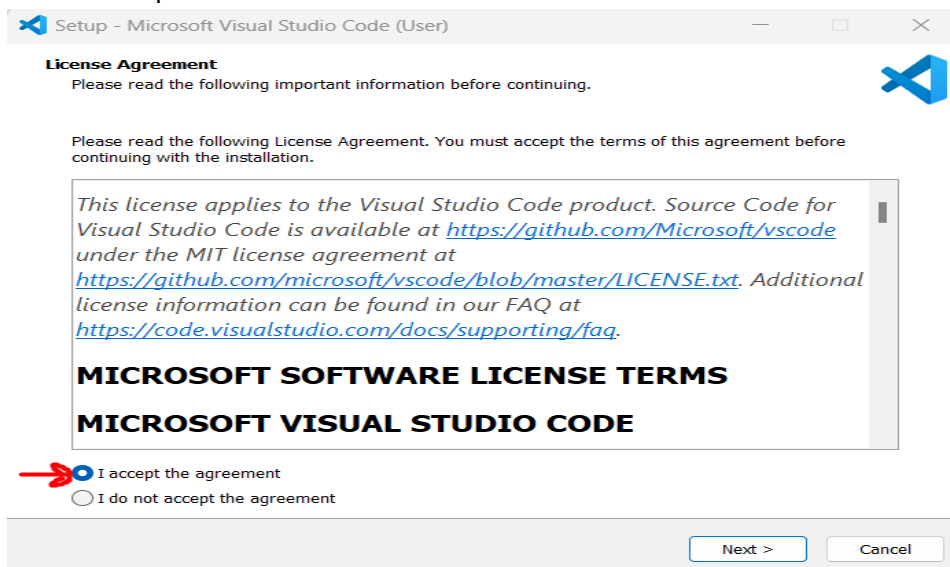 Setup - Microsoft Visual Studio Code (User)
License Agreement
Please read the following important information before continuing.
Please read the following License Agreement. You must accept the terms of this agreement before
continuing with the installation.
This license applies to the Visual Studio Code product. Source Code for
Visual Studio Code is available at https://github.com/Microsoft/vscode
under the MIT license agreement at
https://github.com/microsoft/vscode/blob/master/LICENSE.txt. Additional
license information can be found in our FAQ at
https://code.visualstudio.com/docs/supporting/faq.
MICROSOFT SOFTWARE LICENSE TERMS
MICROSOFT VISUAL STUDIO CODE
I accept the agreement
I do not accept the agreement
Next >
Cancel